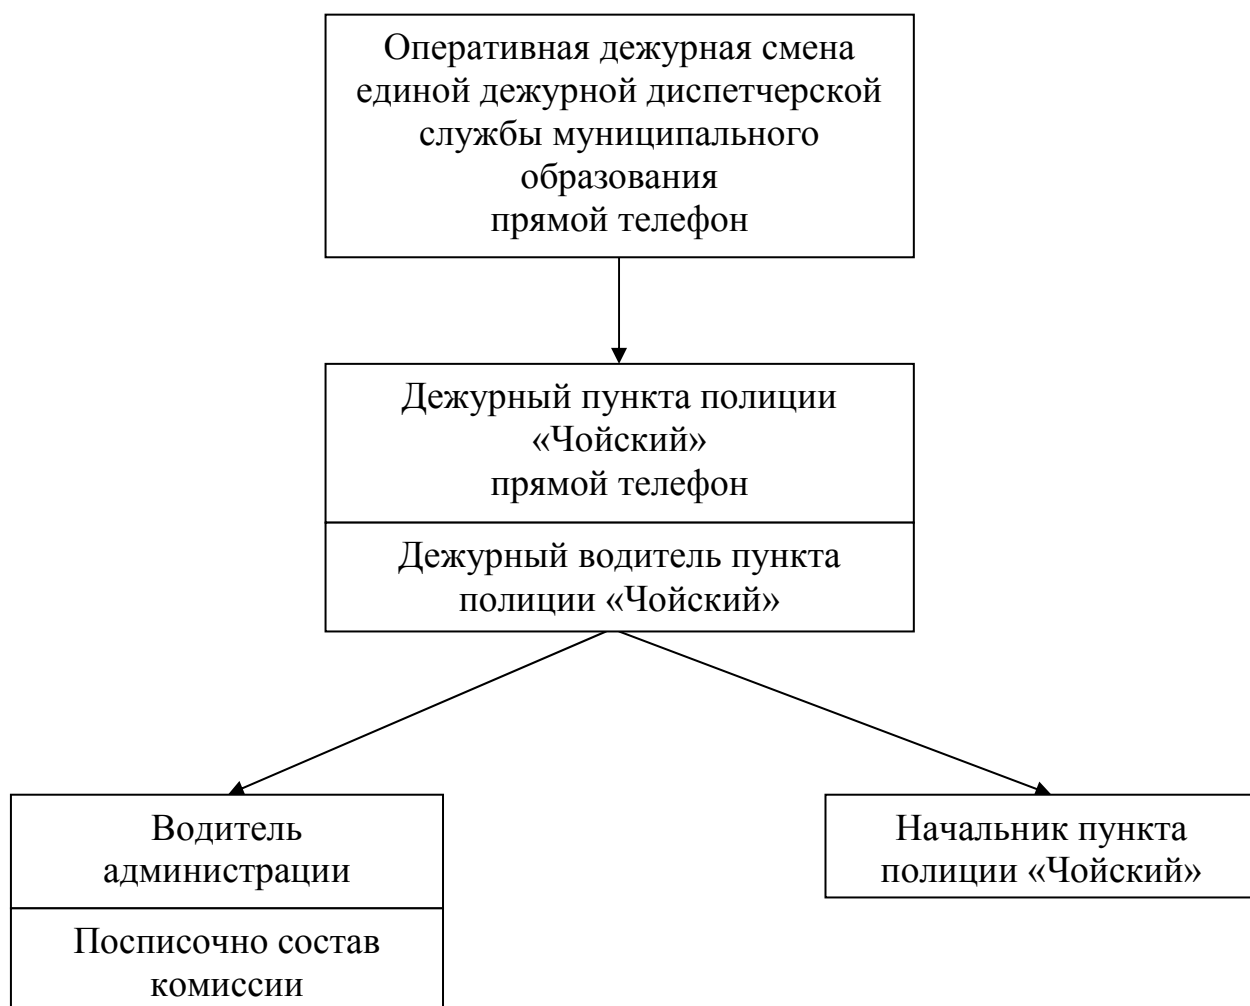 Оперативная дежурная смена
единой дежурной диспетчерской
службы муниципального
образования
прямой телефон
Дежурный пункта полиции
«Чойский»
прямой телефон
Дежурный водитель пункта
полиции «Чойский»
Водитель
администрации
Посписочно состав
комиссии
Начальник пункта
полиции «Чойский»